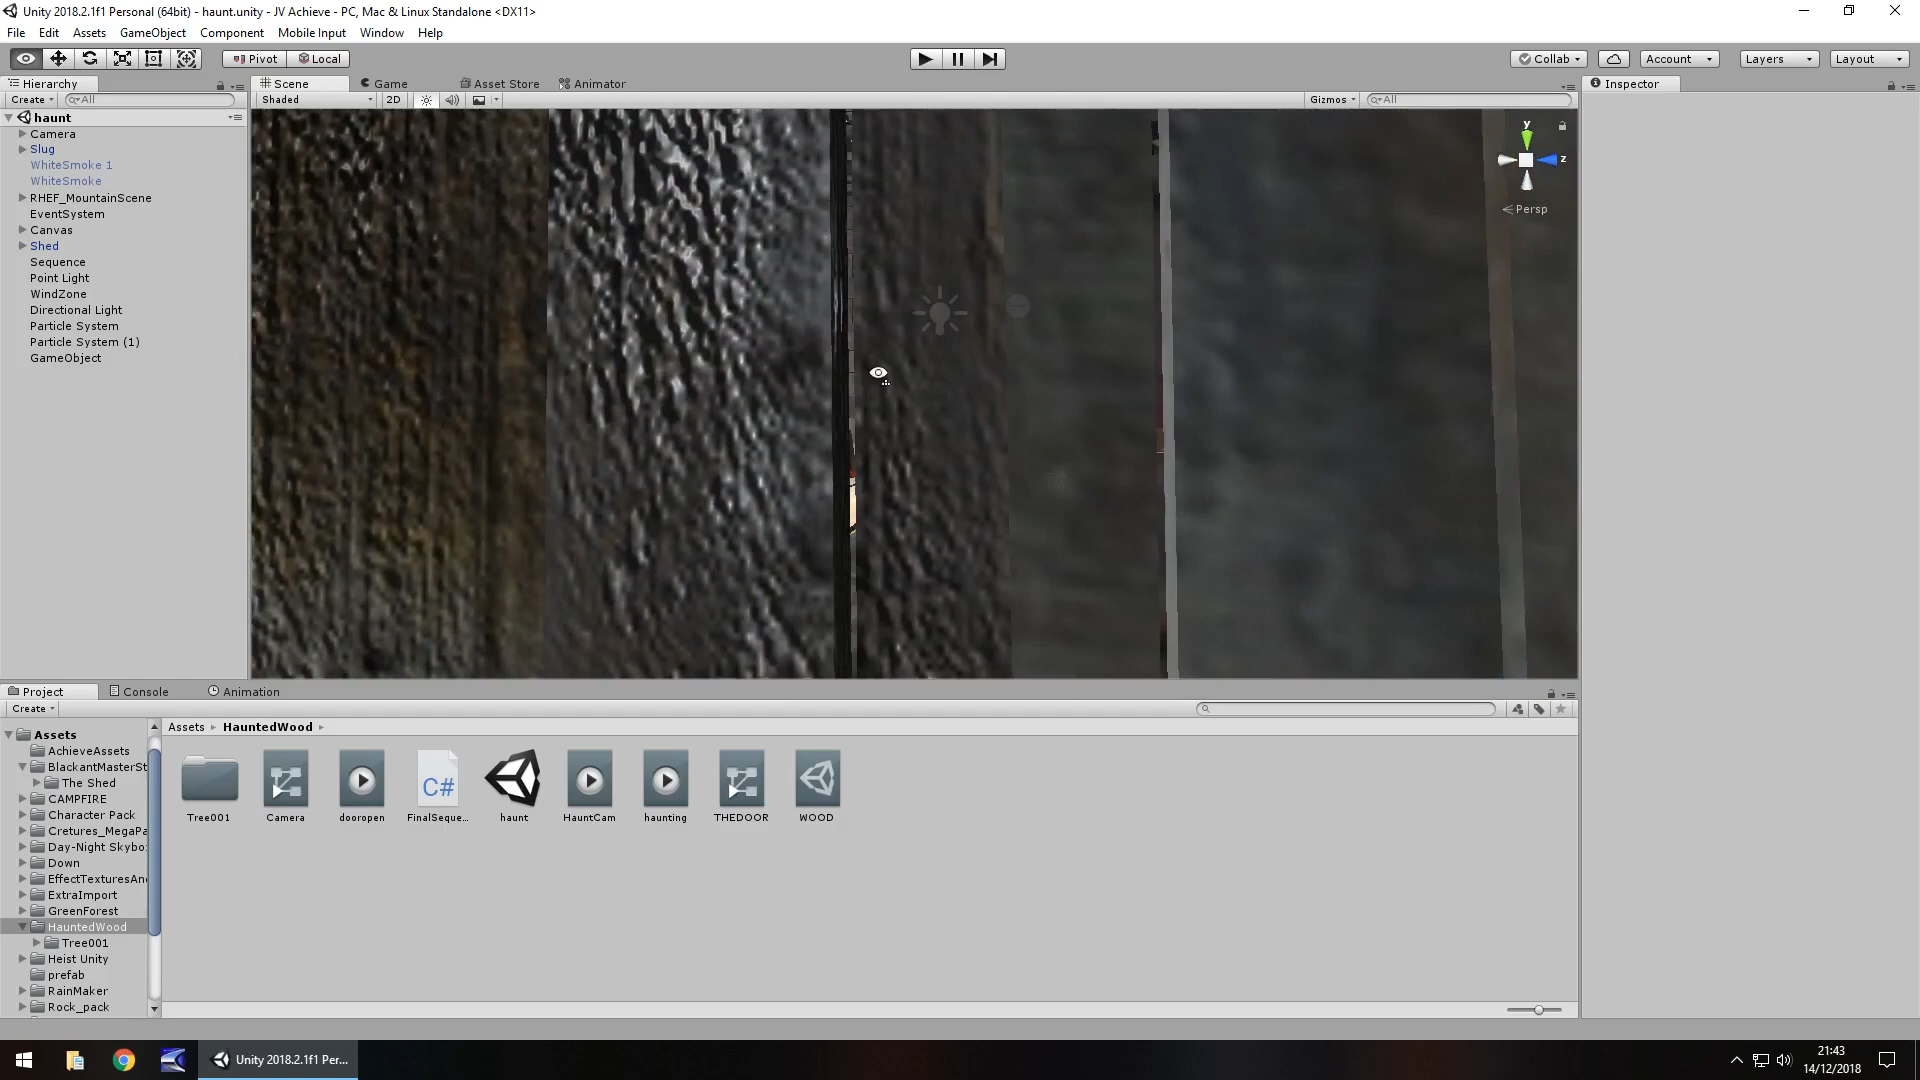 Unity 2018.2.1f1 Personal (64bit) - haunt.unity - JV Achieve - PC, Mac & Linux Standalone <DX11>
File Edit Assets GameObject Component Mobile Input Window Help
Pivot Local Collab Account Layers Layout
Hierarchy Scene Game Asset Store Animator Inspector
Create All Shaded 2D Gizmos All
haunt
Camera
Slug
WhiteSmoke 1
WhiteSmoke
RHEF_MountainScene
EventSystem
Canvas
Shed
Sequence
Point Light
WindZone
Directional Light
Particle System
Particle System (1)
GameObject
y
z
Persp
Project Console Animation
Create
Assets HauntedWood
Assets
AchieveAssets
BlackantMasterSt
The Shed
CAMPFIRE
Character Pack
Cretures_MegaPa
Day-Night Skybo
Down
EffectTexturesAn
ExtraImport
GreenForest
HauntedWood
Tree001
Heist Unity
prefab
RainMaker
Rock_pack
C#
Tree001 Camera dooropen FinalSeque... haunt HauntCam haunting THEDOOR WOOD
Unity 2018.2.1f1 Per...
21:43
14/12/2018